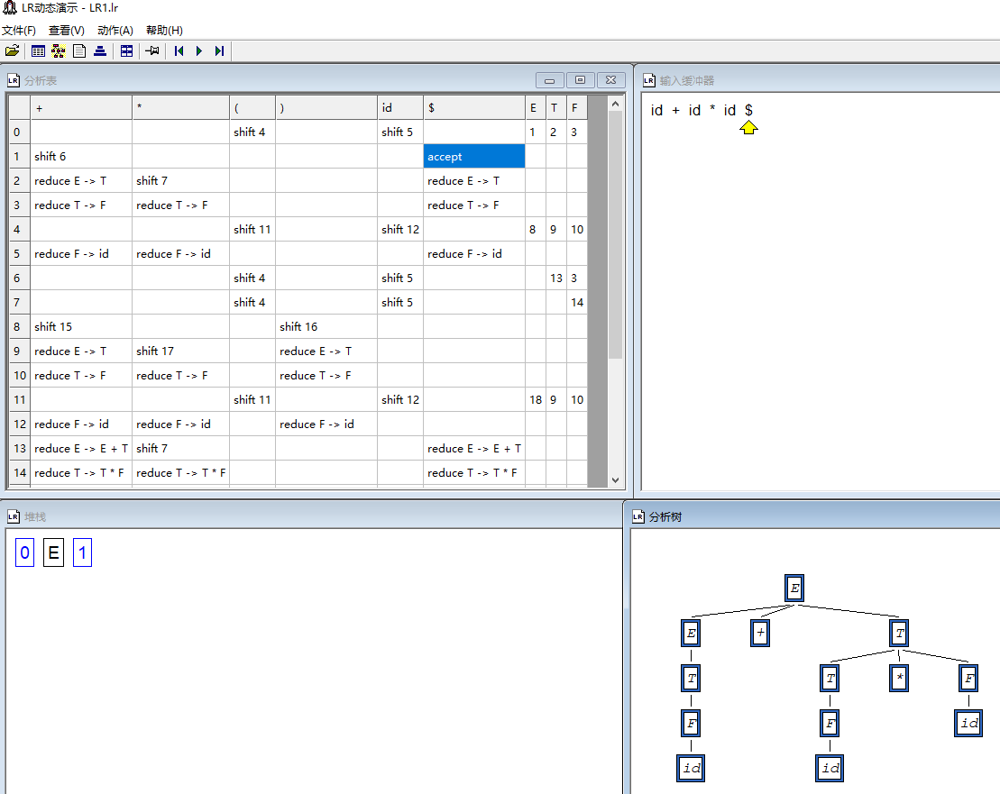 LR动态演示 - LR1.lr
文件(F) 查看(V) 动作(A) 帮助(H)
LR 分析表
+ * ( ) id $ E T F
0 shift 4 shift 5 1 2 3
1 shift 6 accept
2 reduce E -> T shift 7 reduce E -> T
3 reduce T -> F reduce T -> F reduce T -> F
4 shift 11 shift 12 8 9 10
5 reduce F -> id reduce F -> id reduce F -> id
6 shift 4 shift 5 13 3
7 shift 4 shift 5 14
8 shift 15 shift 16
9 reduce E -> T shift 17 reduce E -> T
10 reduce T -> F reduce T -> F reduce T -> F
11 shift 11 shift 12 18 9 10
12 reduce F -> id reduce F -> id reduce F -> id
13 reduce E -> E + T shift 7 reduce E -> E + T
14 reduce T -> T * F reduce T -> T * F reduce T -> T * F
LR 输入缓冲器
id + id * id $
LR 堆栈
0 E 1
LR 分析树
E
E + T
T T * F
F F id
id id